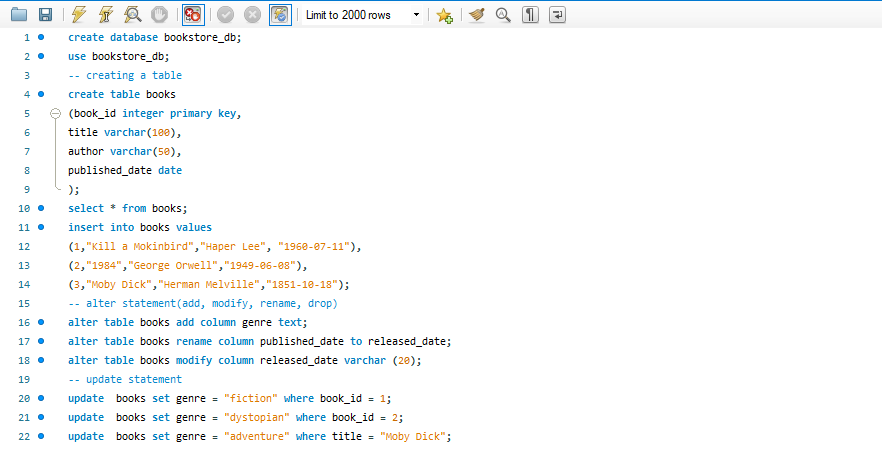 Limit to 2000 rows
1 create database bookstore_db;
2 use bookstore_db;
3 -- creating a table
4 create table books
5 (book_id integer primary key,
6 title varchar(100),
7 author varchar(50),
8 published_date date
9 );
10 select * from books;
11 insert into books values
12 (1,"Kill a Mokinbird","Haper Lee", "1960-07-11"),
13 (2,"1984","George Orwell","1949-06-08"),
14 (3,"Moby Dick","Herman Melville","1851-10-18");
15 -- alter statement(add, modify, rename, drop)
16 alter table books add column genre text;
17 alter table books rename column published_date to released_date;
18 alter table books modify column released_date varchar (20);
19 -- update statement
20 update  books set genre = "fiction" where book_id = 1;
21 update  books set genre = "dystopian" where book_id = 2;
22 update  books set genre = "adventure" where title = "Moby Dick";